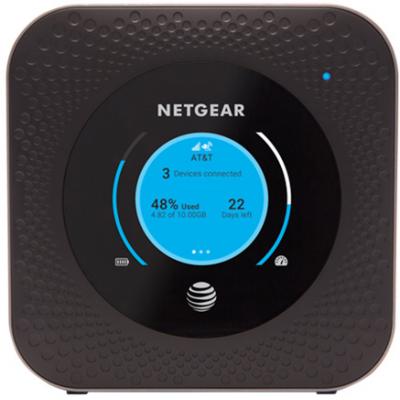 NETGEAR
AT&T
3 Devices connected
48% Used 22
4.82 of 10.00GB Days left